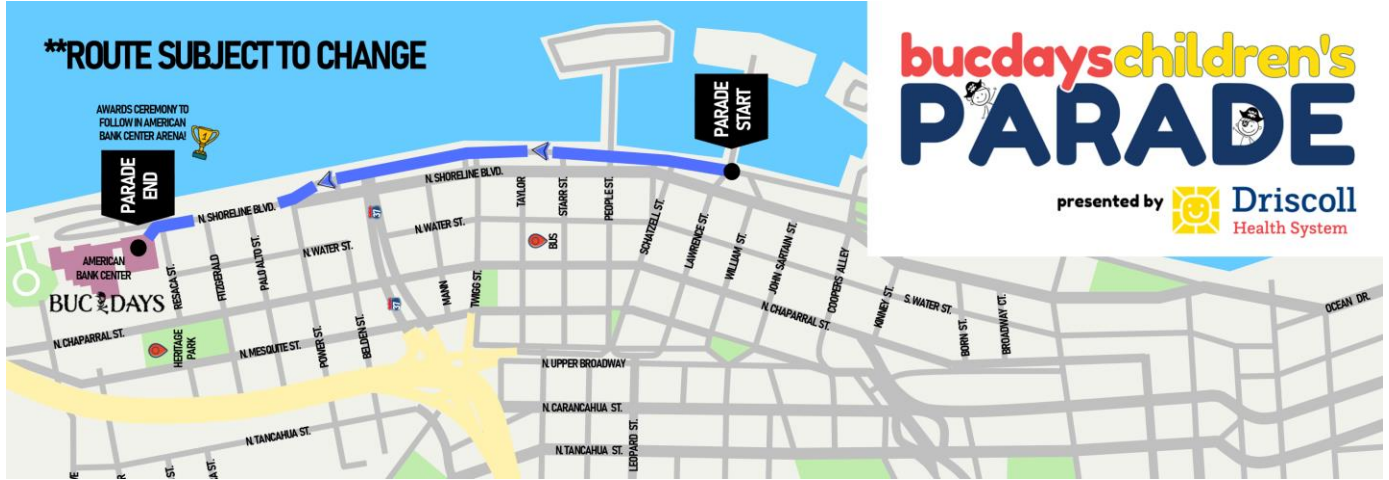 **ROUTE SUBJECT TO CHANGE
AWARDS CEREMONY TO
FOLLOW IN AMERICAN
BANK CENTER ARENA!
PARADE
END
PARADE
START
bucdayschildren's
PARADE
presented by
Driscoll
Health System
N. SHORELINE BLVD.
N. SHORELINE BLVD.
TAYLOR
STARR ST.
PEOPLE ST.
SCHATZELL ST.
LAWRENCE ST.
WILLIAM ST.
JOHN SARTAIN ST.
COOPERS ALLEY
KINNEY ST.
S. WATER ST.
BORN ST.
BROADWAY CT.
OCEAN DR.
AMERICAN
BANK CENTER
BUC DAYS
RESACA ST.
FITZGERALD
PALO ALTO ST.
N. WATER ST.
37
N. WATER ST.
BUS
37
MANN
TWIGG ST.
N. CHAPARRAL ST.
N. CHAPARRAL ST.
HERITAGE
PARK
N. MESQUITE ST.
POWER ST.
BELDEN ST.
N. UPPER BROADWAY
N. CARANCAHUA ST.
N. TANCAHUA ST.
N. TANCAHUA ST.
LEOPARD ST.